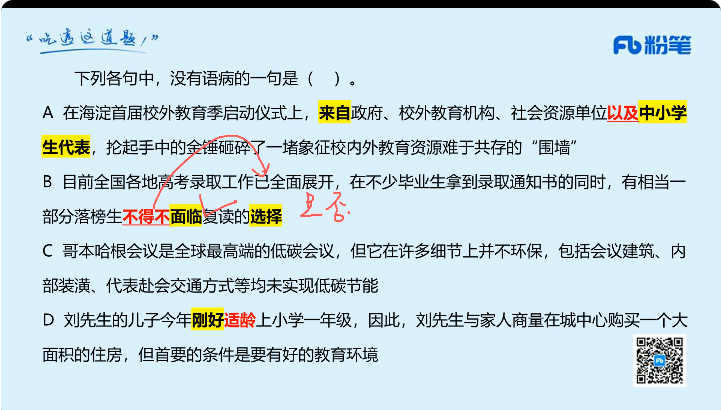 “吃透这道题！”
粉笔
下列各句中，没有语病的一句是（ ）。
A 在海淀首届校外教育季启动仪式上，来自政府、校外教育机构、社会资源单位以及中小学
生代表，抡起手中的金锤砸碎了一堵象征校内外教育资源难于共存的“围墙”
B 目前全国各地高考录取工作已全面展开，在不少毕业生拿到录取通知书的同时，有相当一
部分落榜生不得不面临复读的选择 是否
C 哥本哈根会议是全球最高端的低碳会议，但它在许多细节上并不环保，包括会议建筑、内
部装潢、代表赴会交通方式等均未实现低碳节能
D 刘先生的儿子今年刚好适龄上小学一年级，因此，刘先生与家人商量在城中心购买一个大
面积的住房，但首要的条件是要有好的教育环境